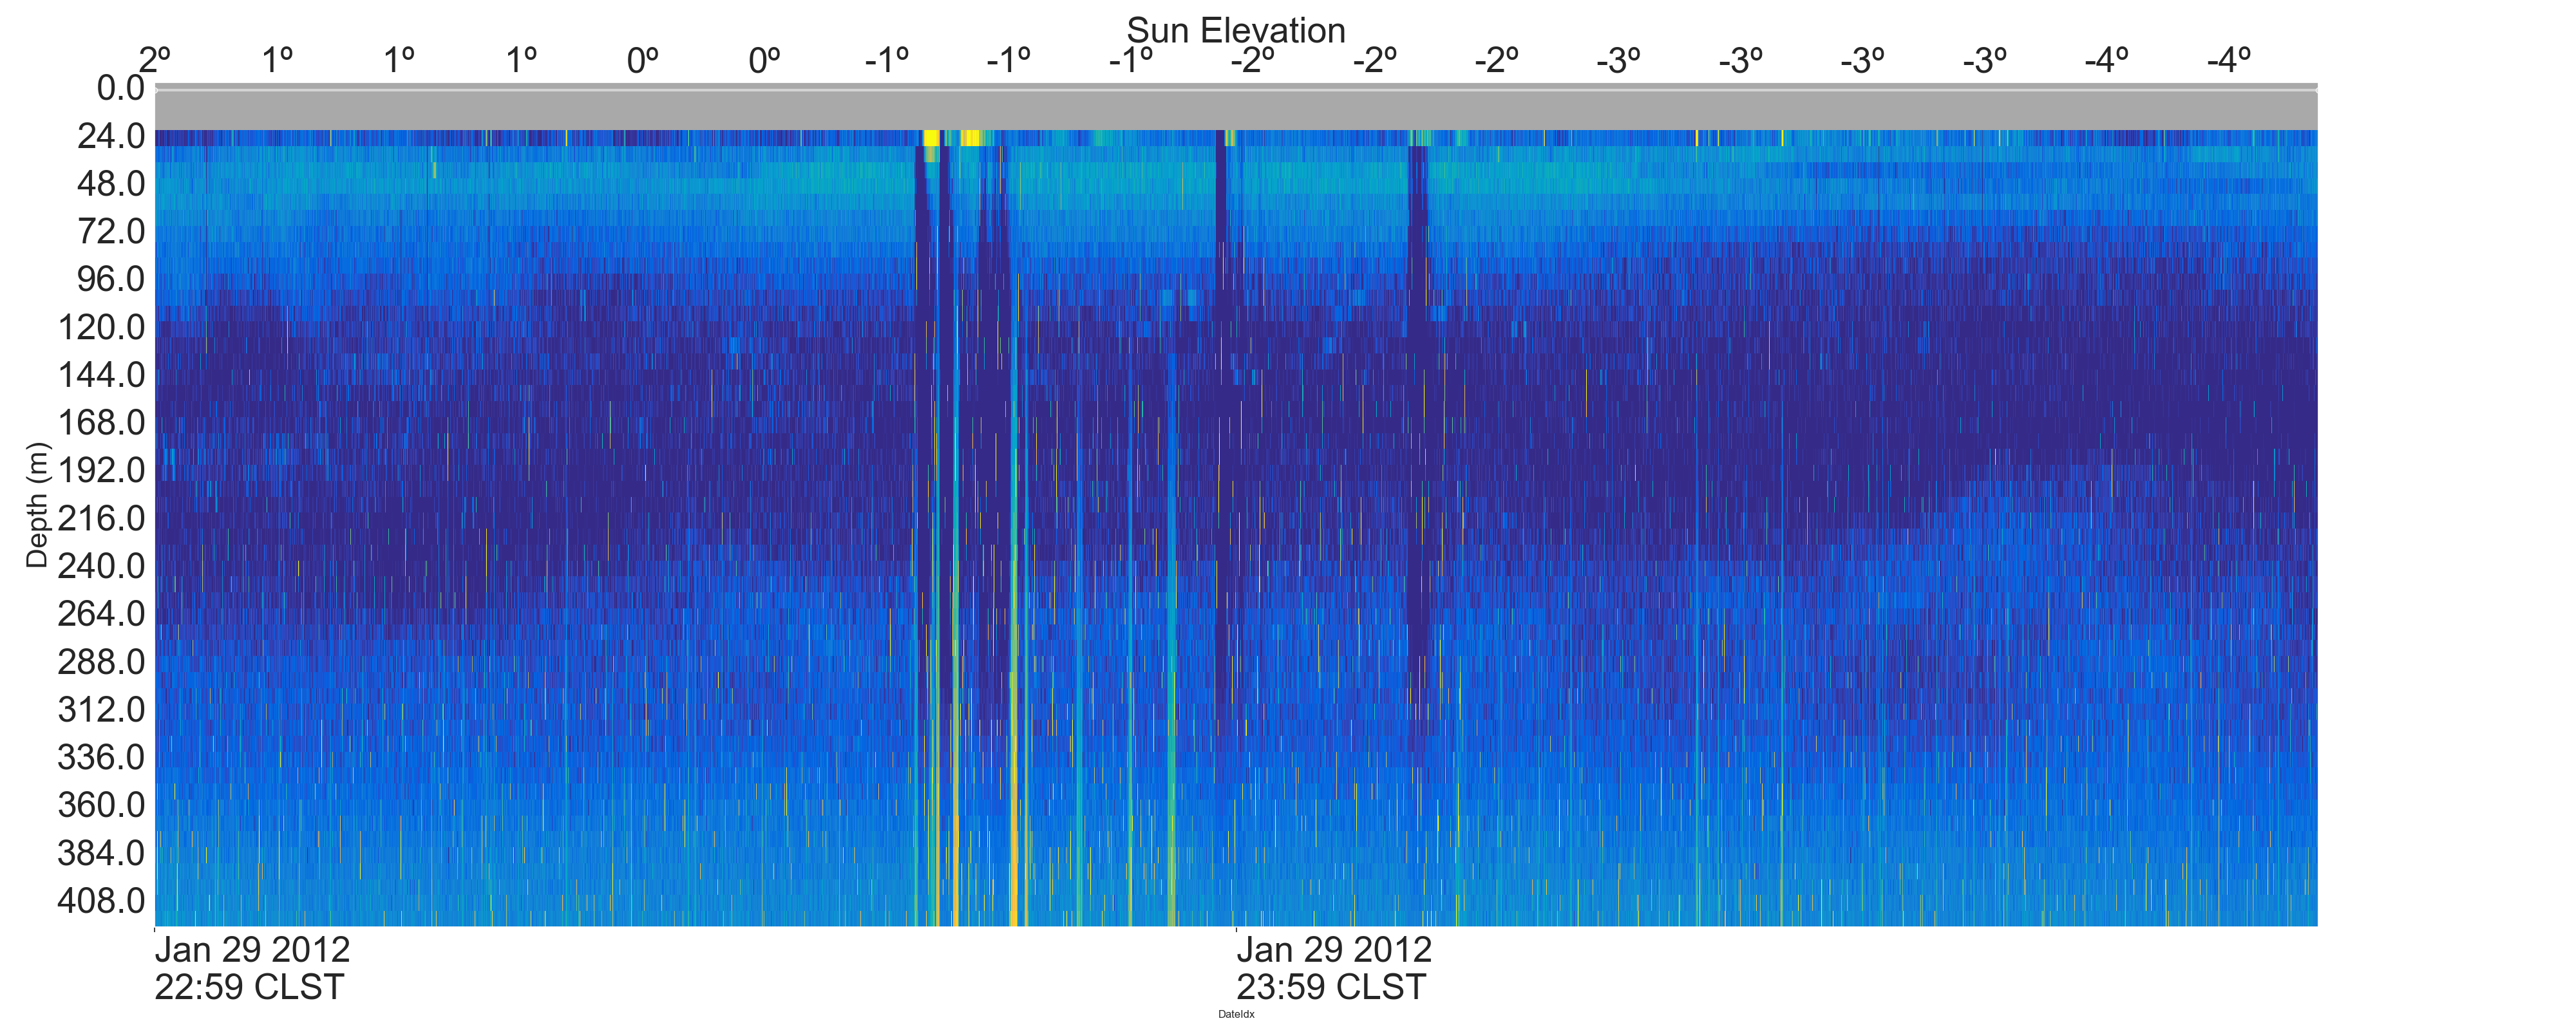 Sun Elevation
2º 1º 1º 1º 0º 0º -1º -1º -1º -2º -2º -2º -3º -3º -3º -3º -4º -4º
0.0
24.0
48.0
72.0
96.0
120.0
144.0
168.0
192.0
216.0
240.0
264.0
288.0
312.0
336.0
360.0
384.0
408.0
Depth (m)
Jan 29 2012
22:59 CLST
Jan 29 2012
23:59 CLST
DateIdx